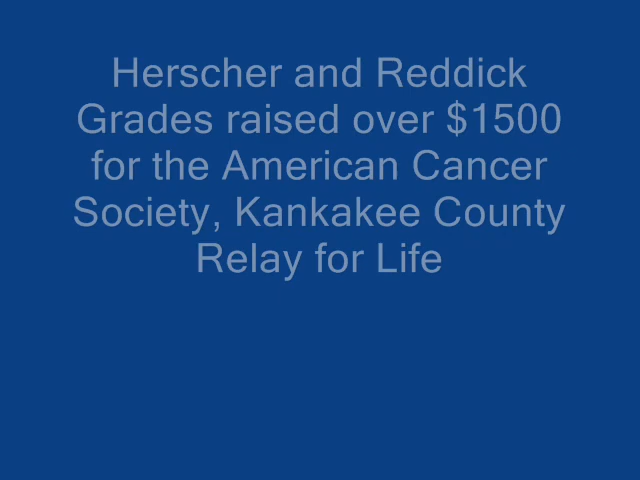 Herscher and Reddick
Grades raised over $1500
for the American Cancer
Society, Kankakee County
Relay for Life